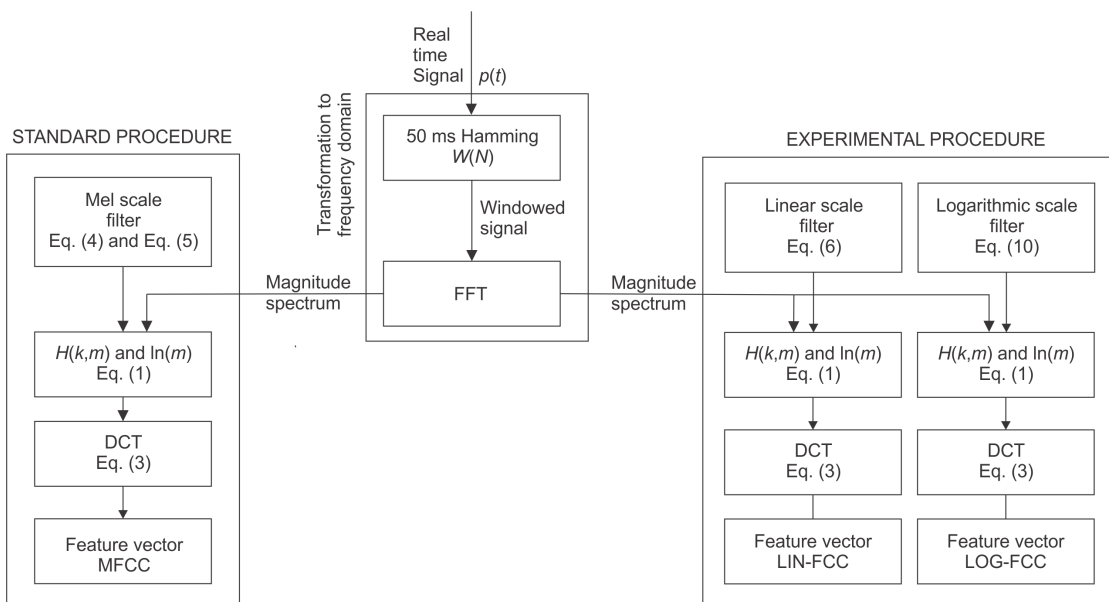 Real
time
Signal p(t)
Transformation to
frequency domain
50 ms Hamming
W(N)
Windowed
signal
FFT
Magnitude
spectrum
Magnitude
spectrum
STANDARD PROCEDURE
Mel scale
filter
Eq. (4) and Eq. (5)
H(k,m) and ln(m)
Eq. (1)
DCT
Eq. (3)
Feature vector
MFCC
EXPERIMENTAL PROCEDURE
Linear scale
filter
Eq. (6)
H(k,m) and ln(m)
Eq. (1)
DCT
Eq. (3)
Feature vector
LIN-FCC
Logarithmic scale
filter
Eq. (10)
H(k,m) and ln(m)
Eq. (1)
DCT
Eq. (3)
Feature vector
LOG-FCC